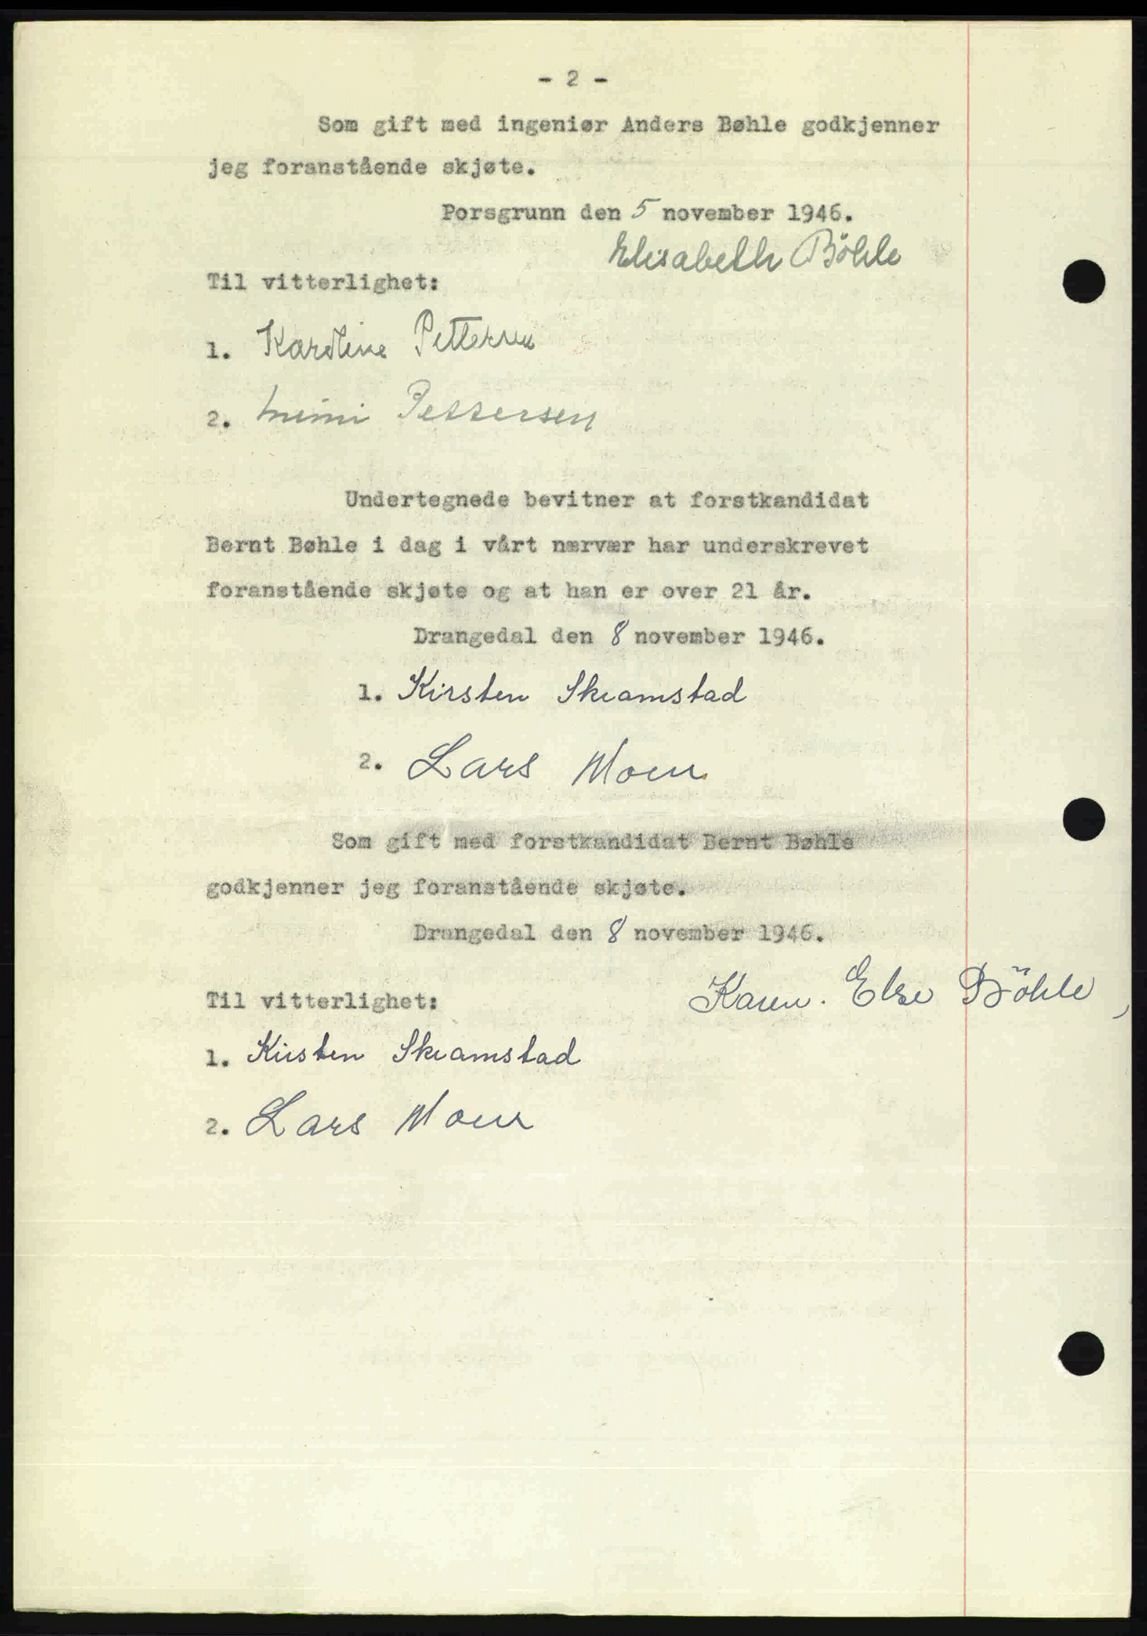 - 2 -
Som gift med ingeniør Anders Bøhle godkjenner
jeg foranstående skjøte.
Porsgrunn den 5 november 1946.
Elisabeth Böhle
Til vitterlighet:
1. Karoline Pettersen
2. Mimi Pettersen
Undertegnede bevitner at forstkandidat
Bernt Bøhle i dag i vårt nærvær har underskrevet
foranstående skjøte og at han er over 21 år.
Drangedal den 8 november 1946.
1. Kirsten Skramstad
2. Lars Moen
Som gift med forstkandidat Bernt Bøhle
godkjenner jeg foranstående skjøte.
Drangedal den 8 november 1946.
Karen. Else Böhle
Til vitterlighet:
1. Kirsten Skramstad
2. Lars Moen